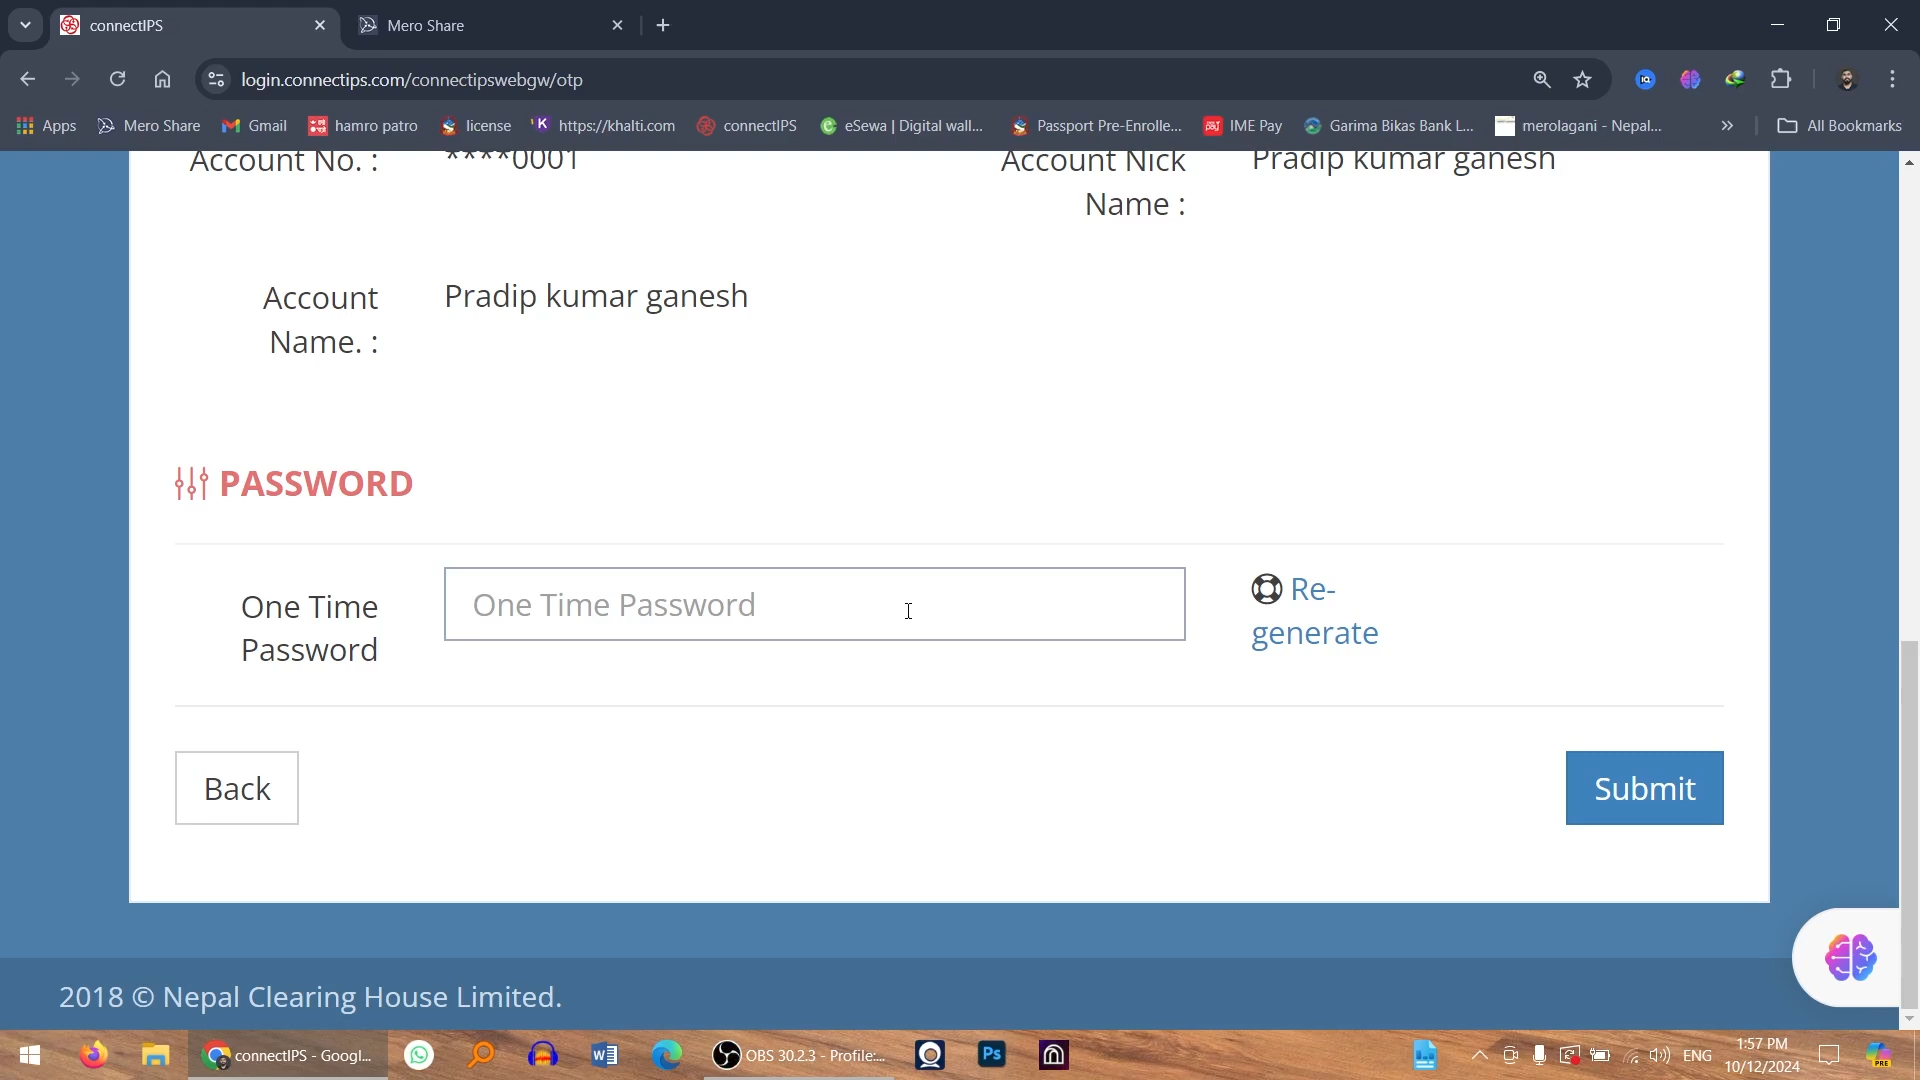 connectIPS
Mero Share
login.connectips.com/connectipswebgw/otp
Apps
Mero Share
Gmail
hamro patro
license
https://khalti.com
connectIPS
eSewa | Digital wall...
Passport Pre-Enrolle...
IME Pay
Garima Bikas Bank L...
merolagani - Nepal...
All Bookmarks
Account No. :
****0001
Account Nick
Name :
Pradip kumar ganesh
Account
Name. :
Pradip kumar ganesh
PASSWORD
One Time
Password
One Time Password
Re-
generate
Back
Submit
2018 © Nepal Clearing House Limited.
connectIPS - Googl...
OBS 30.2.3 - Profile:...
ENG
1:57 PM
10/12/2024